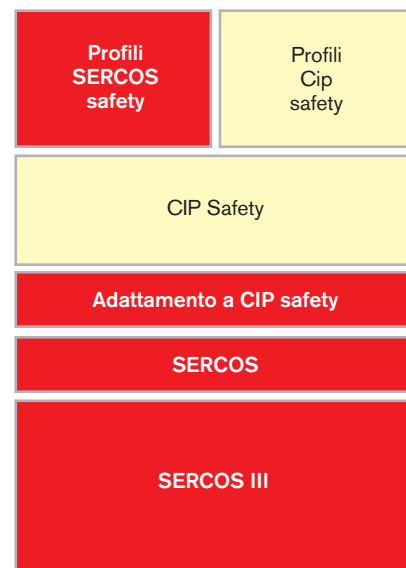 Profili
SERCOS
safety
Profili
Cip
safety
CIP Safety
Adattamento a CIP safety
SERCOS
SERCOS III